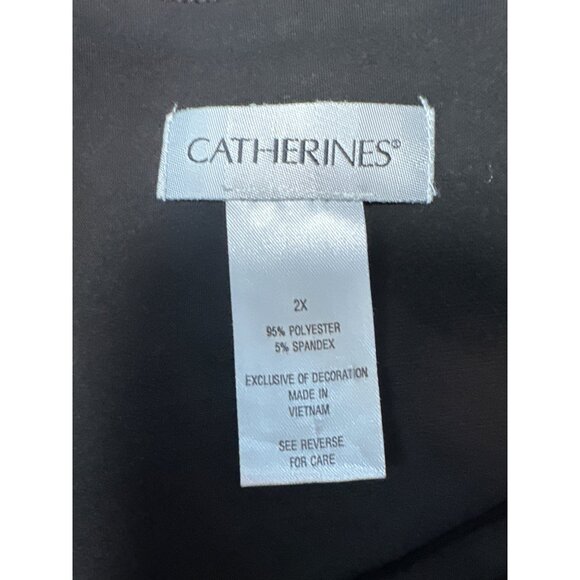 CATHERINES®
2X
95% POLYESTER
5% SPANDEX
EXCLUSIVE OF DECORATION
MADE IN
VIETNAM
SEE REVERSE
FOR CARE